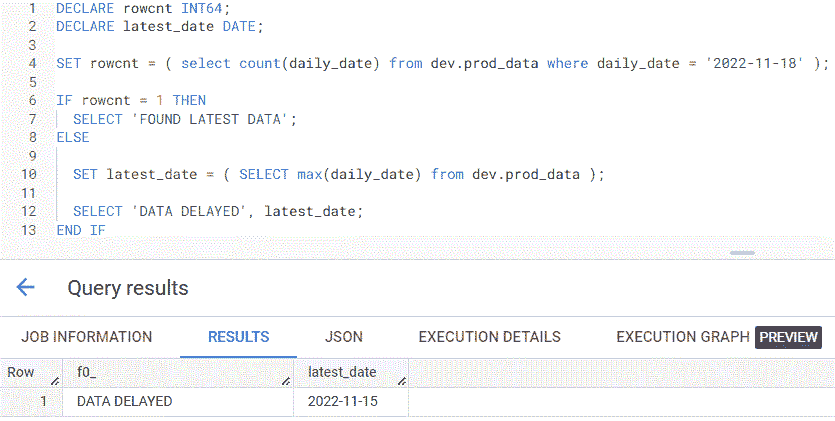 1 DECLARE rowcnt INT64;
2 DECLARE latest_date DATE;
3
4 SET rowcnt = ( select count(daily_date) from dev.prod_data where daily_date = '2022-11-18' );
5
6 IF rowcnt = 1 THEN
7 SELECT 'FOUND LATEST DATA';
8 ELSE
9
10 SET latest_date = ( SELECT max(daily_date) from dev.prod_data );
11
12 SELECT 'DATA DELAYED', latest_date;
13 END IF
Query results
JOB INFORMATION RESULTS JSON EXECUTION DETAILS EXECUTION GRAPH PREVIEW
Row f0_ latest_date
1 DATA DELAYED 2022-11-15